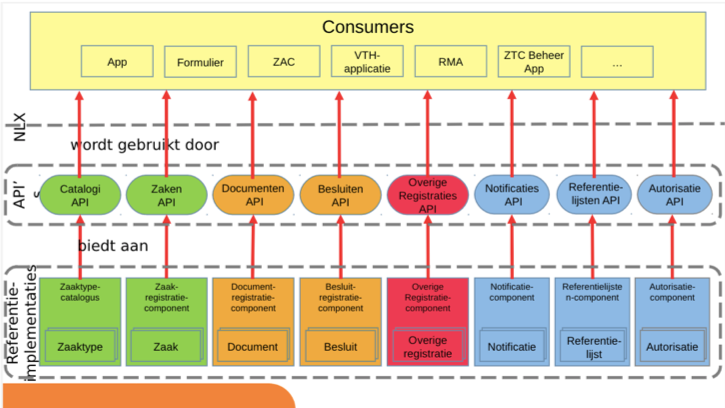 Consumers
App
Formulier
ZAC
VTH-
applicatie
RMA
ZTC Beheer
App
...
NLX
wordt gebruikt door
API'
s
Catalogi
API
Zaken
API
Documenten
API
Besluiten
API
Overige
Registraties
API
Notificaties
API
Referentie-
lijsten API
Autorisatie
API
biedt aan
Referentie-
implementaties
Zaaktype-
catalogus
Zaaktype
Zaak-
registratie-
component
Zaak
Document-
registratie-
component
Document
Besluit-
registratie-
component
Besluit
Overige
Registratie-
component
Overige
registratie
Notificatie-
component
Notificatie
Referentielijste
n-component
Referentie-
lijst
Autorisatie-
component
Autorisatie